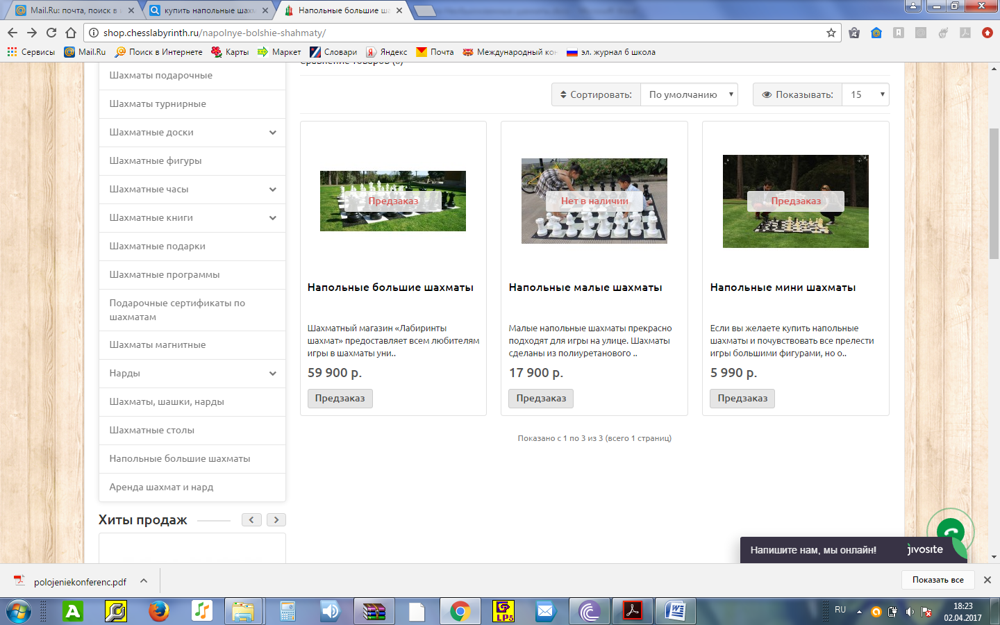 Mail.Ru: почта, поиск в
купить напольные шахм
Напольные большие ша
shop.chesslabyrinth.ru/napolnye-bolshie-shahmaty/
Сервисы
Mail.Ru
Поиск в Интернете
Карты
Маркет
Словари
Яндекс
Почта
Международный кон
эл. журнал 6 школа
Сравнение товаров (0)
Шахматы подарочные
Шахматы турнирные
Шахматные доски
Шахматные фигуры
Шахматные часы
Шахматные книги
Шахматные подарки
Шахматные программы
Подарочные сертификаты по
шахматам
Шахматы магнитные
Нарды
Шахматы, шашки, нарды
Шахматные столы
Напольные большие шахматы
Аренда шахмат и нард
Хиты продаж
Сортировать:
По умолчанию
Показывать:
15
Предзаказ
Напольные большие шахматы
Шахматный магазин «Лабиринты
шахмат» предоставляет всем любителям
игры в шахматы уни..
59 900 р.
Предзаказ
Нет в наличии
Напольные малые шахматы
Малые напольные шахматы прекрасно
подходят для игры на улице. Шахматы
сделаны из полиуретанового ..
17 900 р.
Предзаказ
Предзаказ
Напольные мини шахматы
Если вы желаете купить напольные
шахматы и почувствовать все прелести
игры большими фигурами, но о..
5 990 р.
Предзаказ
Показано с 1 по 3 из 3 (всего 1 страниц)
Напишите нам, мы онлайн!
jivosite
polojeniekonferenc.pdf
Показать все
LP5
RU
18:23
02.04.2017